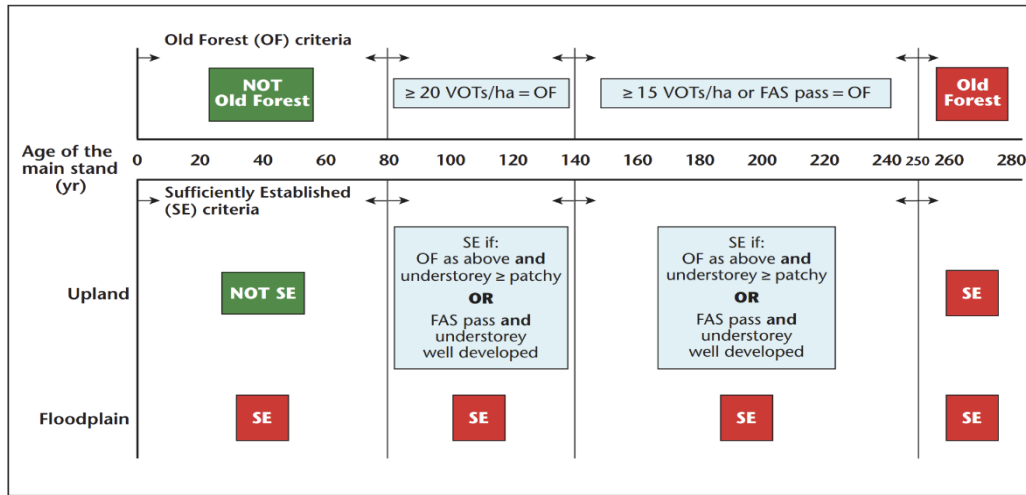 Old Forest (OF) criteria
NOT
Old Forest
≥ 20 VOTs/ha = OF
≥ 15 VOTs/ha or FAS pass = OF
Old
Forest
Age of the
main stand
(yr)
0 20 40 60 80 100 120 140 160 180 200 220 240 250 260 280
Sufficiently Established
(SE) criteria
Upland
NOT SE
SE if:
OF as above and
understorey ≥ patchy
OR
FAS pass and
understorey
well developed
SE if:
OF as above and
understorey ≥ patchy
OR
FAS pass and
understorey
well developed
SE
Floodplain
SE
SE
SE
SE